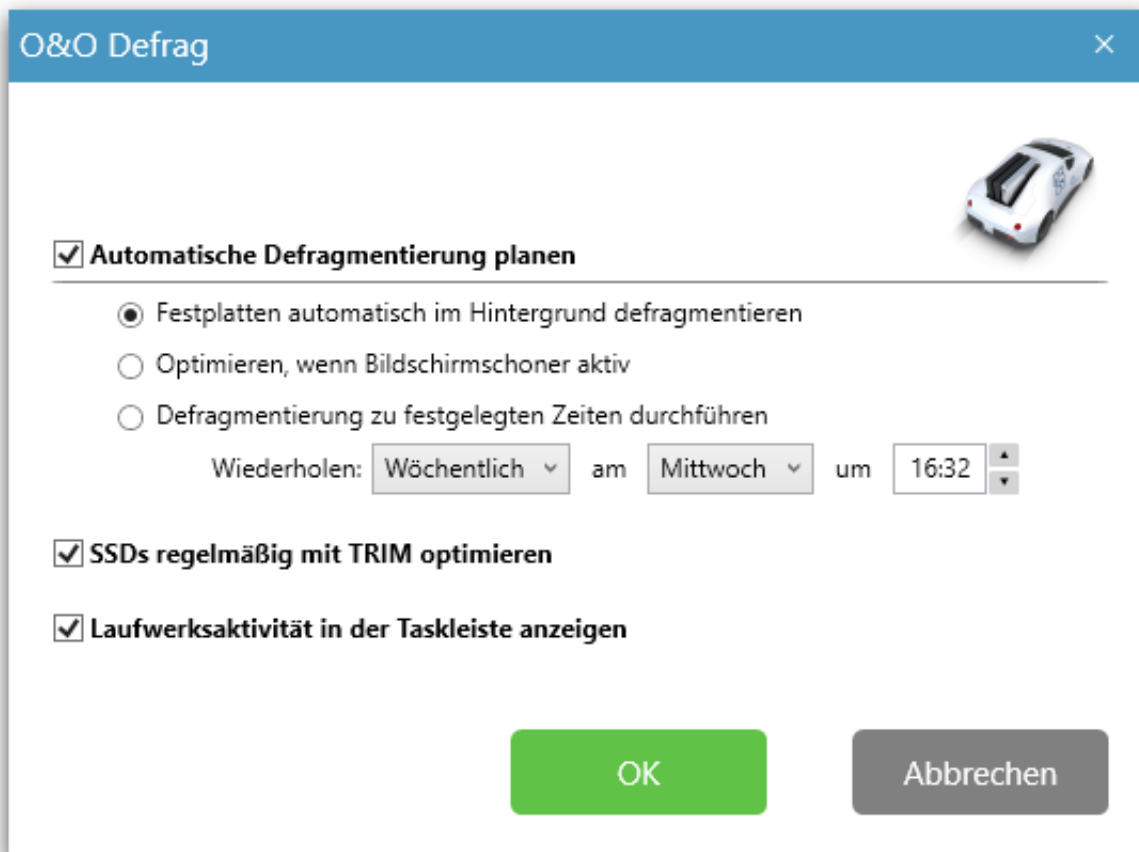 O&O Defrag
Automatische Defragmentierung planen
Festplatten automatisch im Hintergrund defragmentieren
Optimieren, wenn Bildschirmschoner aktiv
Defragmentierung zu festgelegten Zeiten durchführen
Wiederholen: Wöchentlich am Mittwoch um 16:32
SSDs regelmäßig mit TRIM optimieren
Laufwerksaktivität in der Taskleiste anzeigen
OK Abbrechen